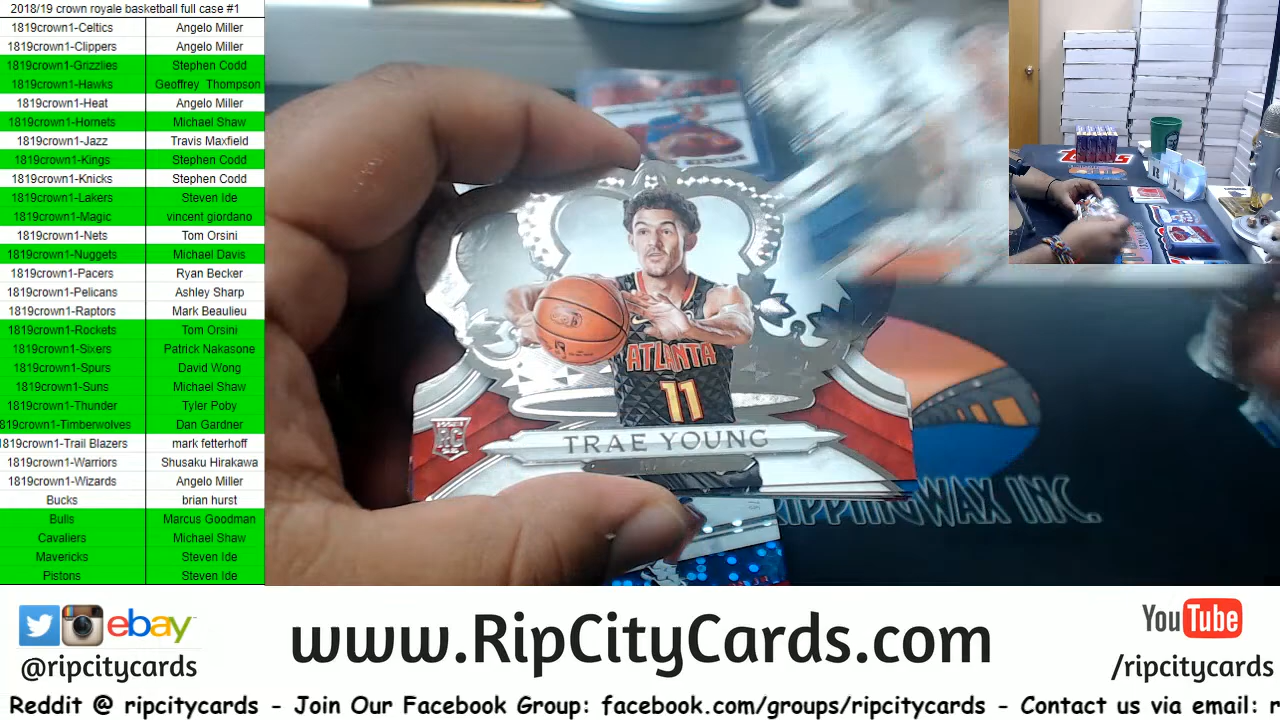 2018/19 crown royale basketball full case #1
1819crown1-Celtics Angelo Miller
1819crown1-Clippers Angelo Miller
1819crown1-Grizzlies Stephen Codd
1819crown1-Hawks Geoffrey Thompson
1819crown1-Heat Angelo Miller
1819crown1-Hornets Michael Shaw
1819crown1-Jazz Travis Maxfield
1819crown1-Kings Stephen Codd
1819crown1-Knicks Stephen Codd
1819crown1-Lakers Steven Ide
1819crown1-Magic vincent giordano
1819crown1-Nets Tom Orsini
1819crown1-Nuggets Michael Davis
1819crown1-Pacers Ryan Becker
1819crown1-Pelicans Ashley Sharp
1819crown1-Raptors Mark Beaulieu
1819crown1-Rockets Tom Orsini
1819crown1-Sixers Patrick Nakasone
1819crown1-Spurs David Wong
1819crown1-Suns Michael Shaw
1819crown1-Thunder Tyler Poby
819crown1-Timberwolves Dan Gardner
1819crown1-Trail Blazers mark fetterhoff
1819crown1-Warriors Shusaku Hirakawa
1819crown1-Wizards Angelo Miller
Bucks brian hurst
Bulls Marcus Goodman
Cavaliers Michael Shaw
Mavericks Steven Ide
Pistons Steven Ide
ATLANTA
11
RC
TRAE YOUNG
RIPPINGWAX INC.
ebay
@ripcitycards
www.RipCityCards.com
YouTube
/ripcitycards
Reddit @ ripcitycards - Join Our Facebook Group: facebook.com/groups/ripcitycards - Contact us via email: r